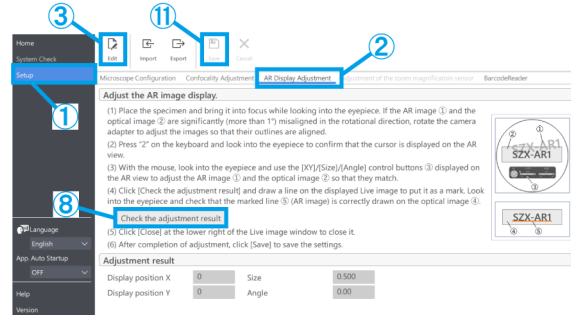 ③
⑪
Home
System Check
Setup
①
Edit
Import
Export
Save
Cancel
②
Microscope Configuration
Confocality Adjustment
AR Display Adjustment
Adjustment of the zoom magnification sensor
BarcodeReader
Adjust the AR image display.
(1) Place the specimen and bring it into focus while looking into the eyepiece. If the AR image ① and the
optical image ② are significantly (more than 1°) misaligned in the rotational direction, rotate the camera
adapter to adjust the images so that their outlines are aligned.
(2) Press "2" on the keyboard and look into the eyepiece to confirm that the cursor is displayed on the AR
view.
(3) With the mouse, look into the eyepiece and use the [XY]/[Size]/[Angle] control buttons ③ displayed on
the AR view to adjust the AR image ① and the optical image ② so that they match.
(4) Click [Check the adjustment result] and draw a line on the displayed Live image to put it as a mark. Look
into the eyepiece and check that the marked line ⑤ (AR image) is correctly drawn on the optical image ④.
⑧
Check the adjustment result
(5) Click [Close] at the lower right of the Live image window to close it.
(6) After completion of adjustment, click [Save] to save the settings.
② ①
SZX-AR1
SZX-AR1
③
SZX-AR1
④ ⑤
Adjustment result
Display position X 0 Size 0.500
Display position Y 0 Angle 0.00
Language
English
App. Auto Startup
OFF
Help
Version